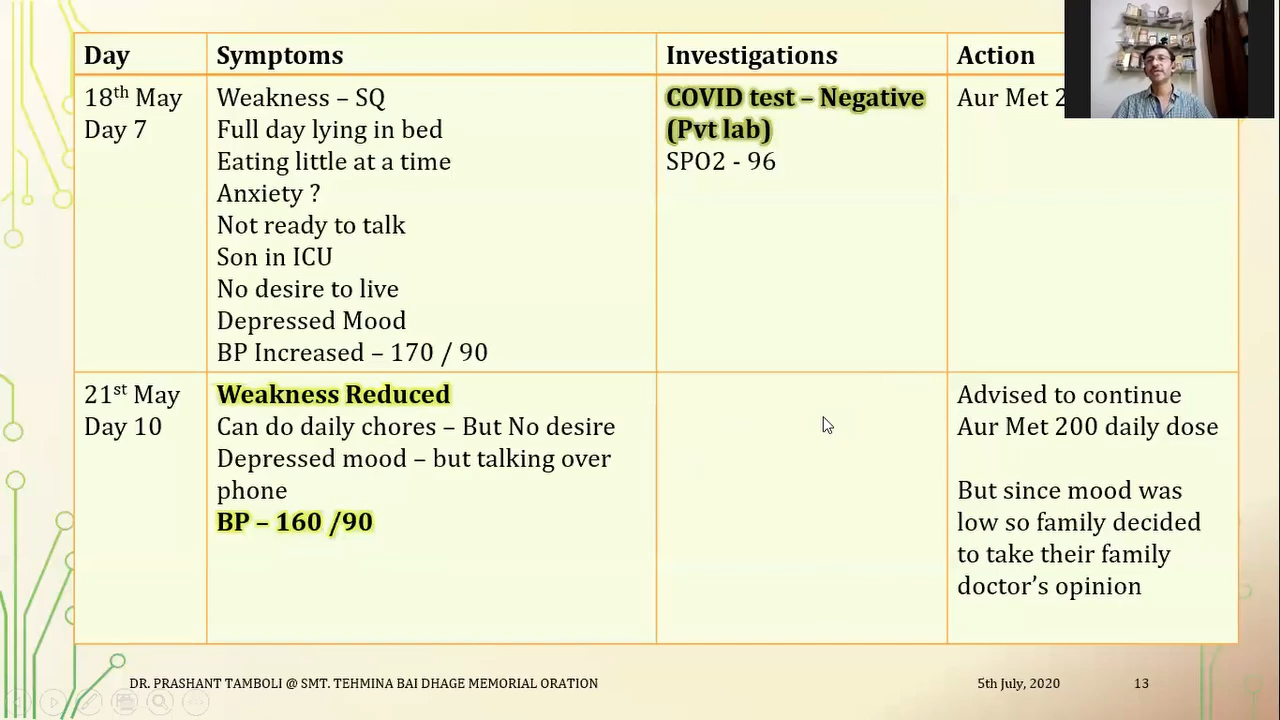 Day Symptoms Investigations Action
18th May
Day 7
Weakness – SQ
Full day lying in bed
Eating little at a time
Anxiety ?
Not ready to talk
Son in ICU
No desire to live
Depressed Mood
BP Increased – 170 / 90
COVID test – Negative
(Pvt lab)
SPO2 - 96
Aur Met 2
21st May
Day 10
Weakness Reduced
Can do daily chores – But No desire
Depressed mood – but talking over
phone
BP – 160 /90
Advised to continue
Aur Met 200 daily dose
But since mood was
low so family decided
to take their family
doctor’s opinion
DR. PRASHANT TAMBOLI @ SMT. TEHMINA BAI DHAGE MEMORIAL ORATION 5th July, 2020 13